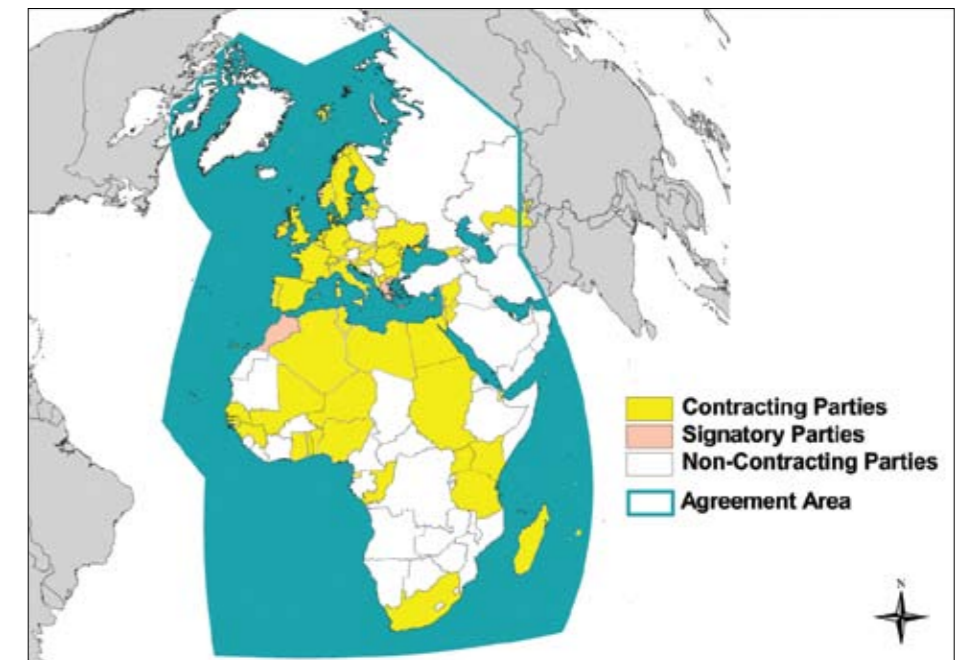 Contracting Parties
Signatory Parties
Non-Contracting Parties
Agreement Area
N